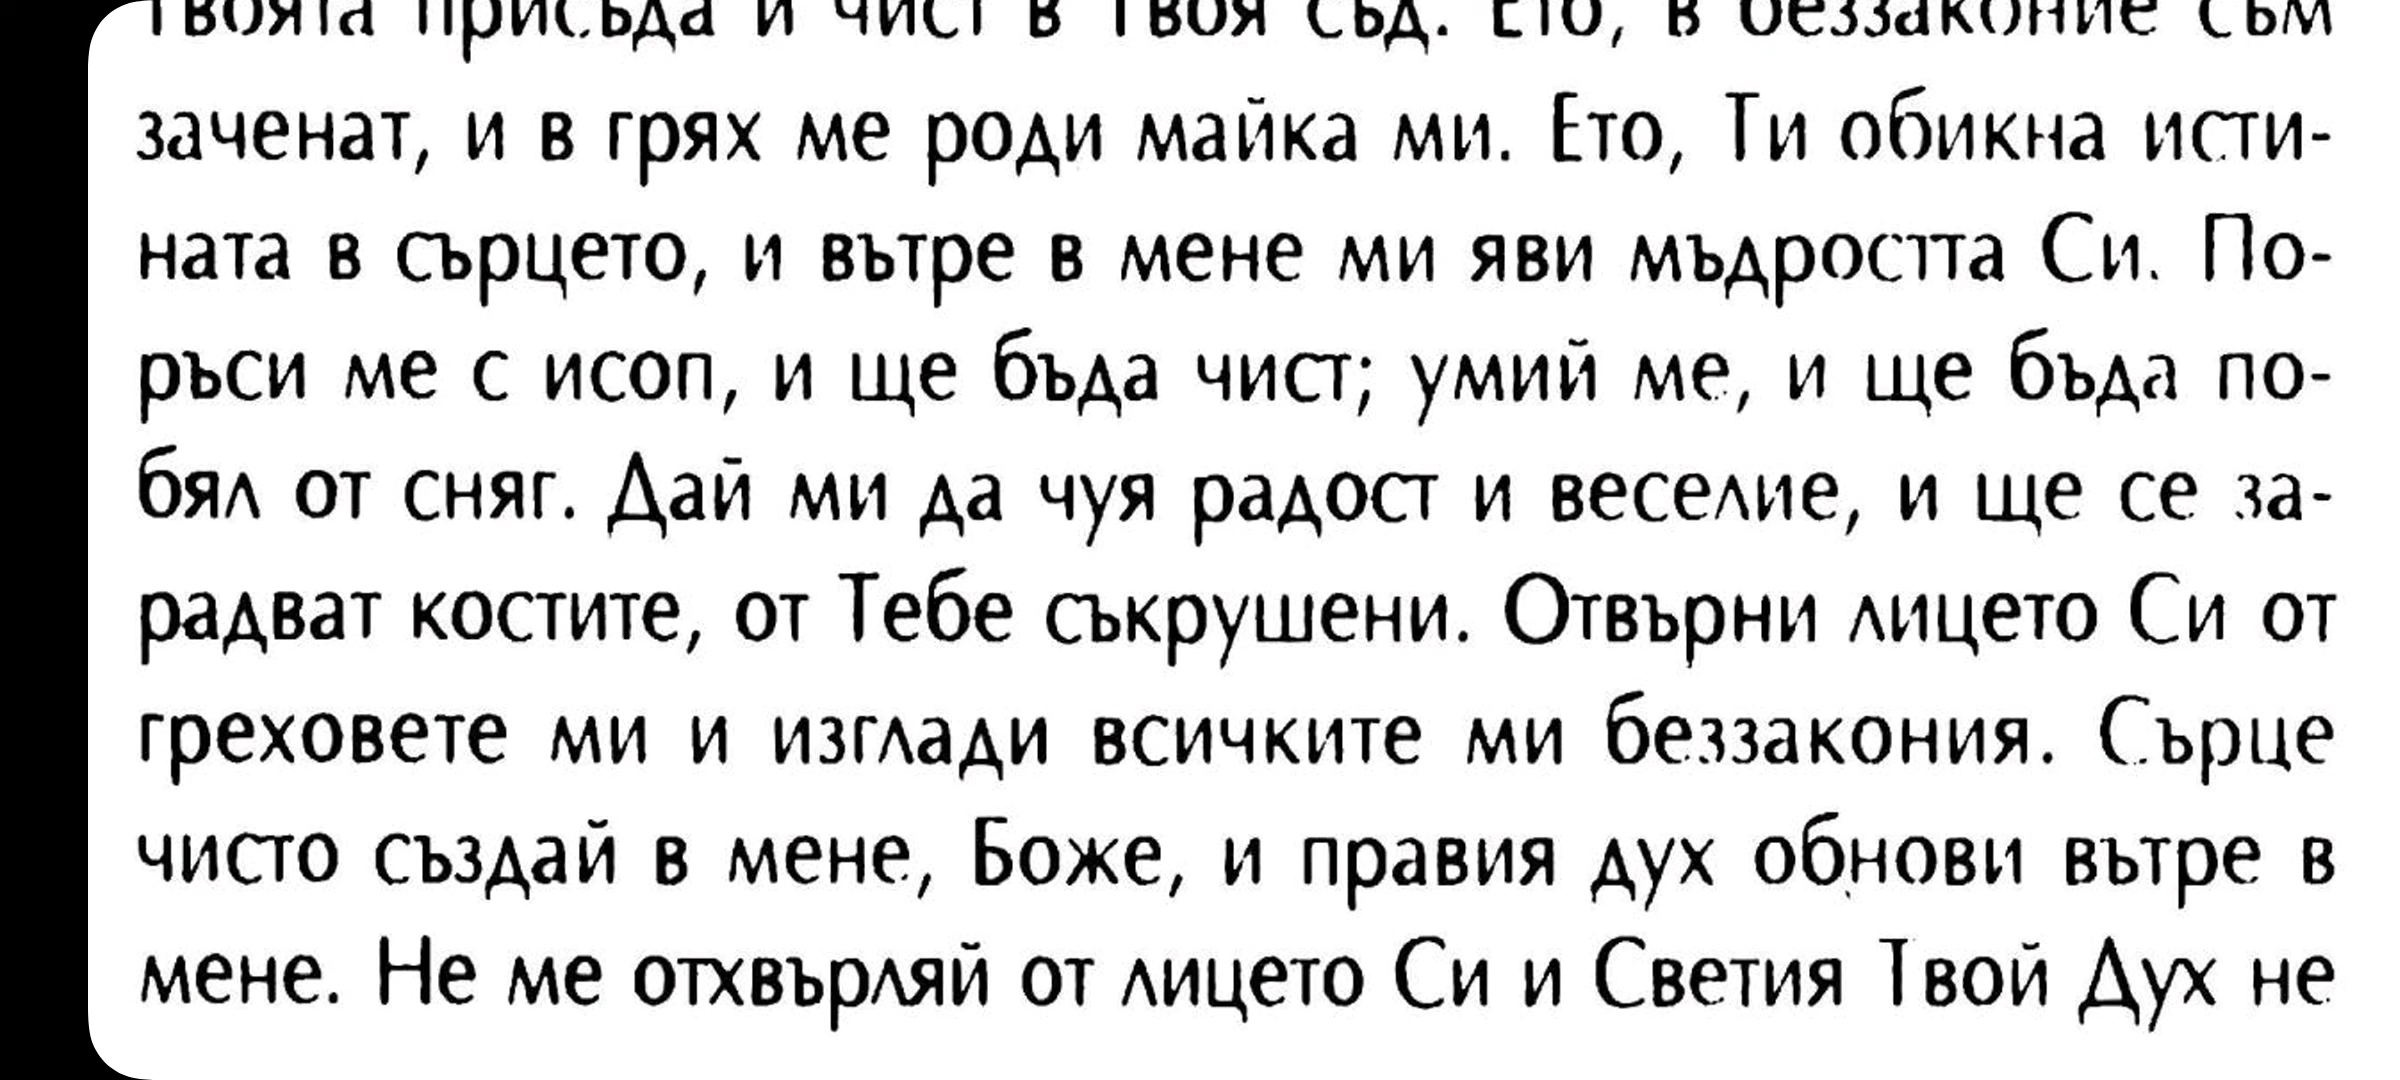 Твоята присъда и чист в Твоя съд. Ето, в беззаконие съм
заченат, и в грях ме роди майка ми. Ето, Ти обикна исти-
ната в сърцето, и вътре в мене ми яви мъдростта Си. По-
ръси ме с исоп, и ще бъда чист; умий ме, и ще бъда по-
бял от сняг. Дай ми да чуя радост и веселие, и ще се за-
радват костите, от Тебе съкрушени. Отвърни лицето Си от
греховете ми и изглади всичките ми беззакония. Сърце
чисто създай в мене, Боже, и правия дух обнови вътре в
мене. Не ме отхвърляй от лицето Си и Светия Твой Дух не